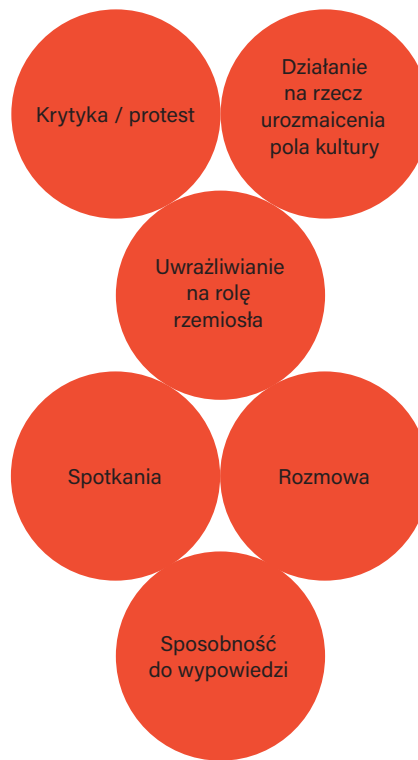 Krytyka / protest
Działanie
na rzecz
urozmaicenia
pola kultury
Uwrażliwianie
na rolę
rzemiosła
Spotkania
Rozmowa
Sposobność
do wypowiedzi